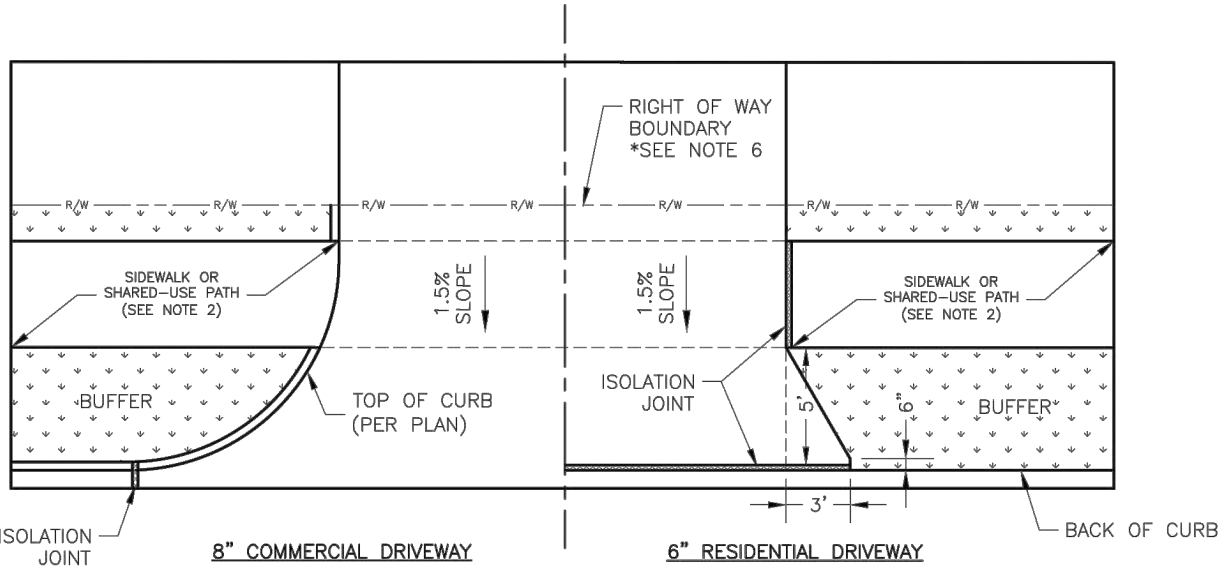 RIGHT OF WAY
BOUNDARY
*SEE NOTE 6
R/W R/W R/W R/W R/W R/W R/W
SIDEWALK OR
SHARED-USE PATH
(SEE NOTE 2)
1.5%
SLOPE
1.5%
SLOPE
SIDEWALK OR
SHARED-USE PATH
(SEE NOTE 2)
BUFFER
TOP OF CURB
(PER PLAN)
ISOLATION
JOINT
5'
6"
BUFFER
3'
ISOLATION
JOINT
8" COMMERCIAL DRIVEWAY
6" RESIDENTIAL DRIVEWAY
BACK OF CURB